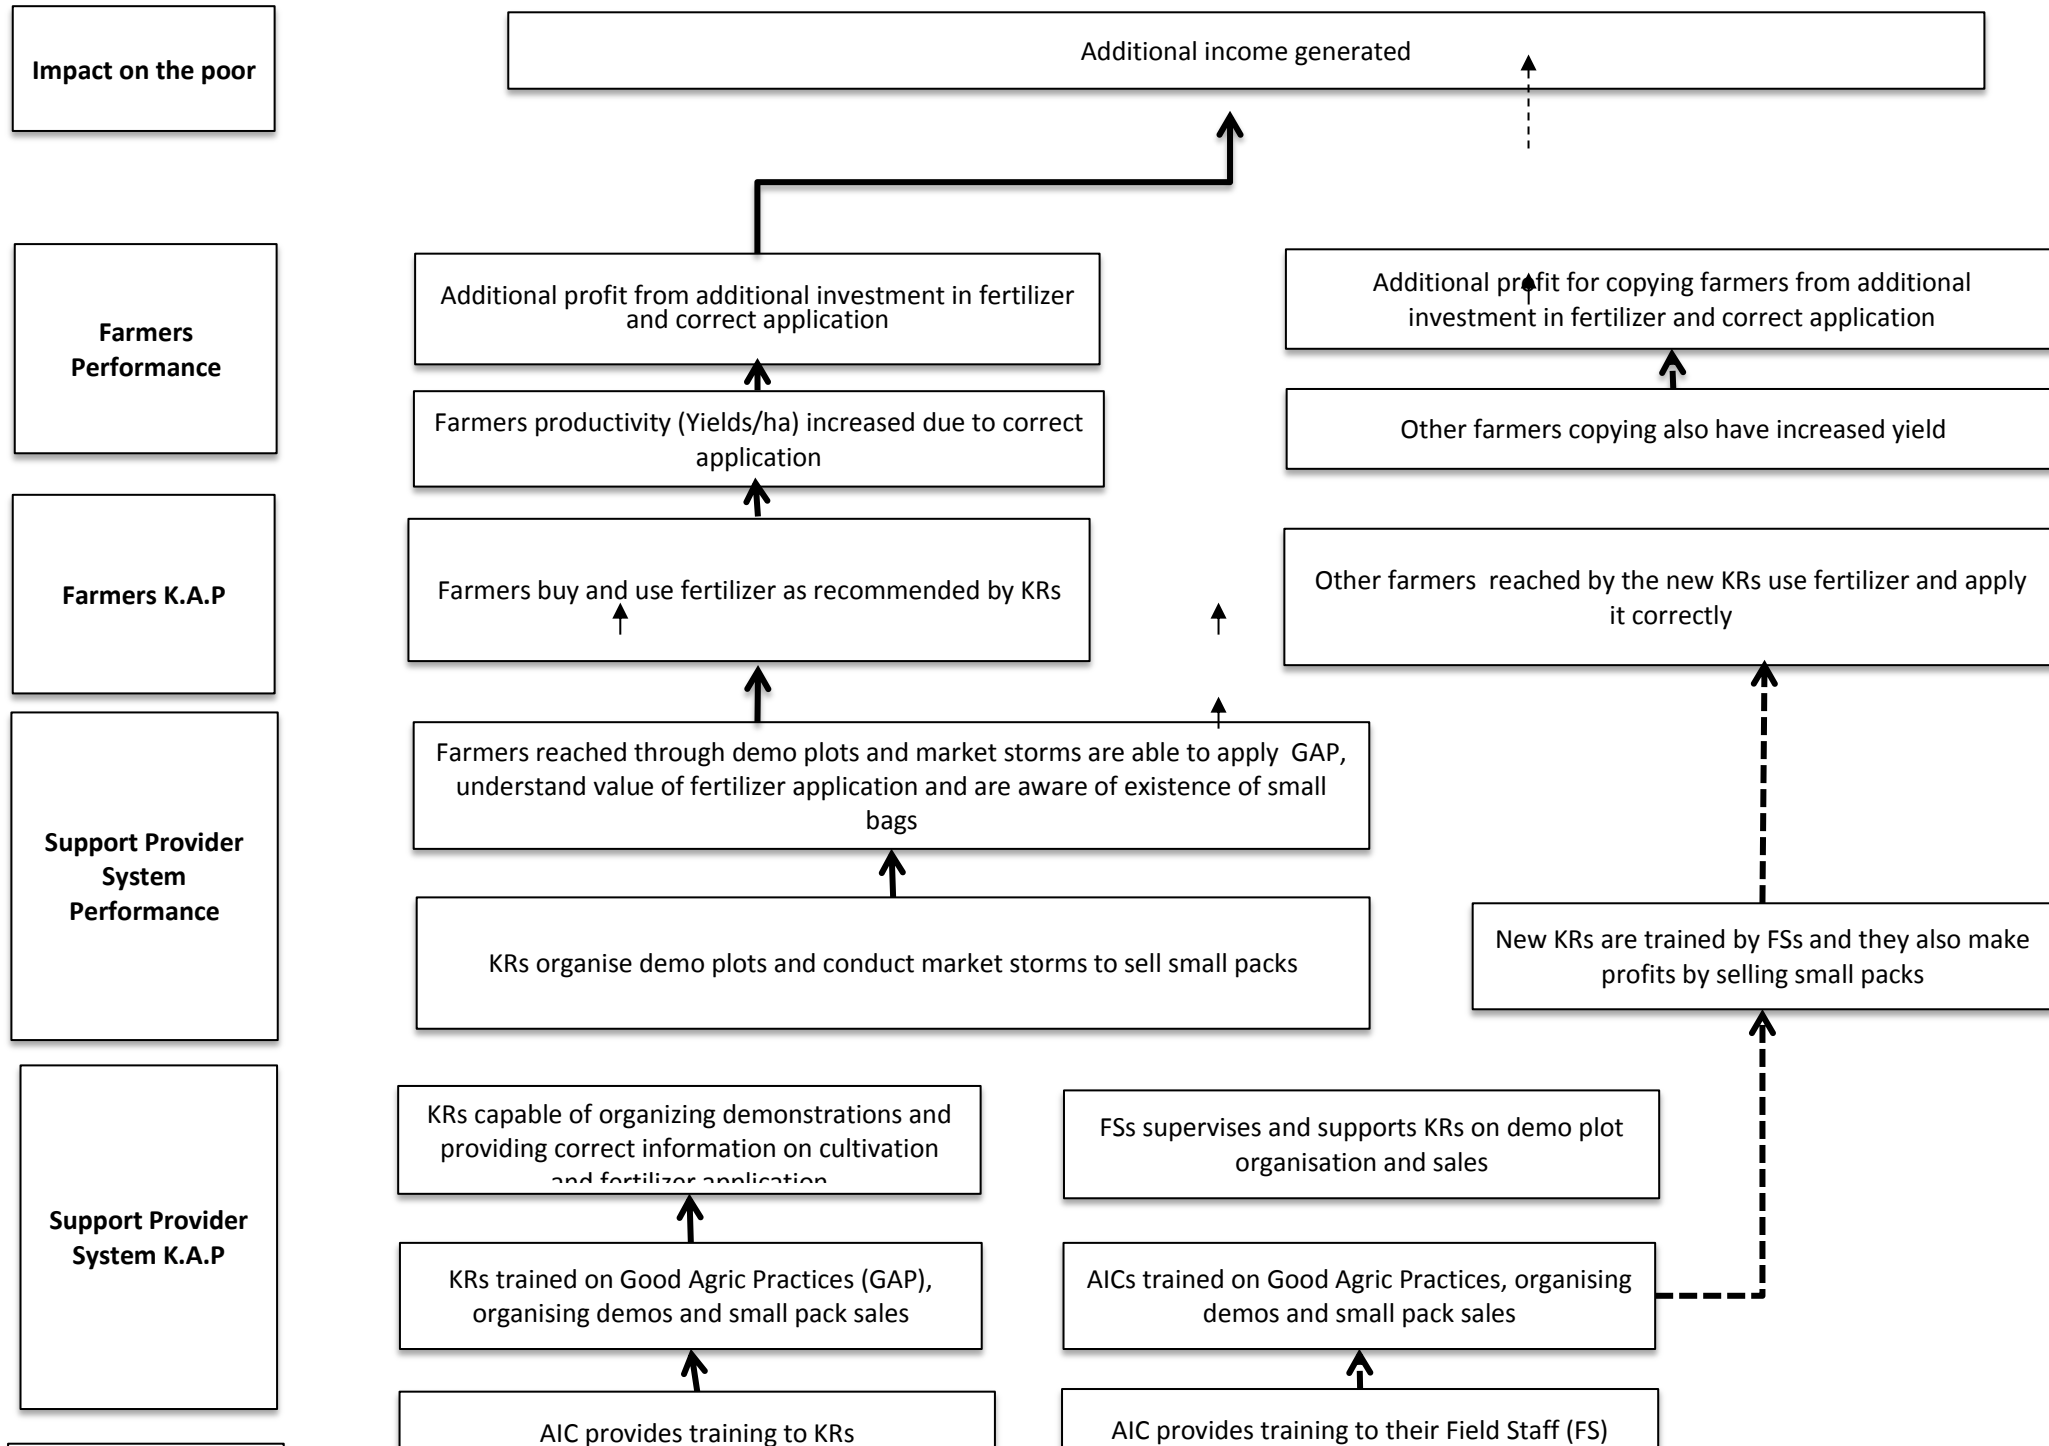 Impact on the poor
Additional income generated
Farmers
Performance
Additional profit from additional investment in fertilizer
and correct application
Additional profit for copying farmers from additional
investment in fertilizer and correct application
Farmers productivity (Yields/ha) increased due to correct
application
Other farmers copying also have increased yield
Farmers K.A.P
Farmers buy and use fertilizer as recommended by KRs
Other farmers  reached by the new KRs use fertilizer and apply
it correctly
Support Provider
System
Performance
Farmers reached through demo plots and market storms are able to apply  GAP,
understand value of fertilizer application and are aware of existence of small
bags
KRs organise demo plots and conduct market storms to sell small packs
New KRs are trained by FSs and they also make
profits by selling small packs
Support Provider
System K.A.P
KRs capable of organizing demonstrations and
providing correct information on cultivation
and fertilizer application
FSs supervises and supports KRs on demo plot
organisation and sales
KRs trained on Good Agric Practices (GAP),
organising demos and small pack sales
AICs trained on Good Agric Practices, organising
demos and small pack sales
AIC provides training to KRs
AIC provides training to their Field Staff (FS)